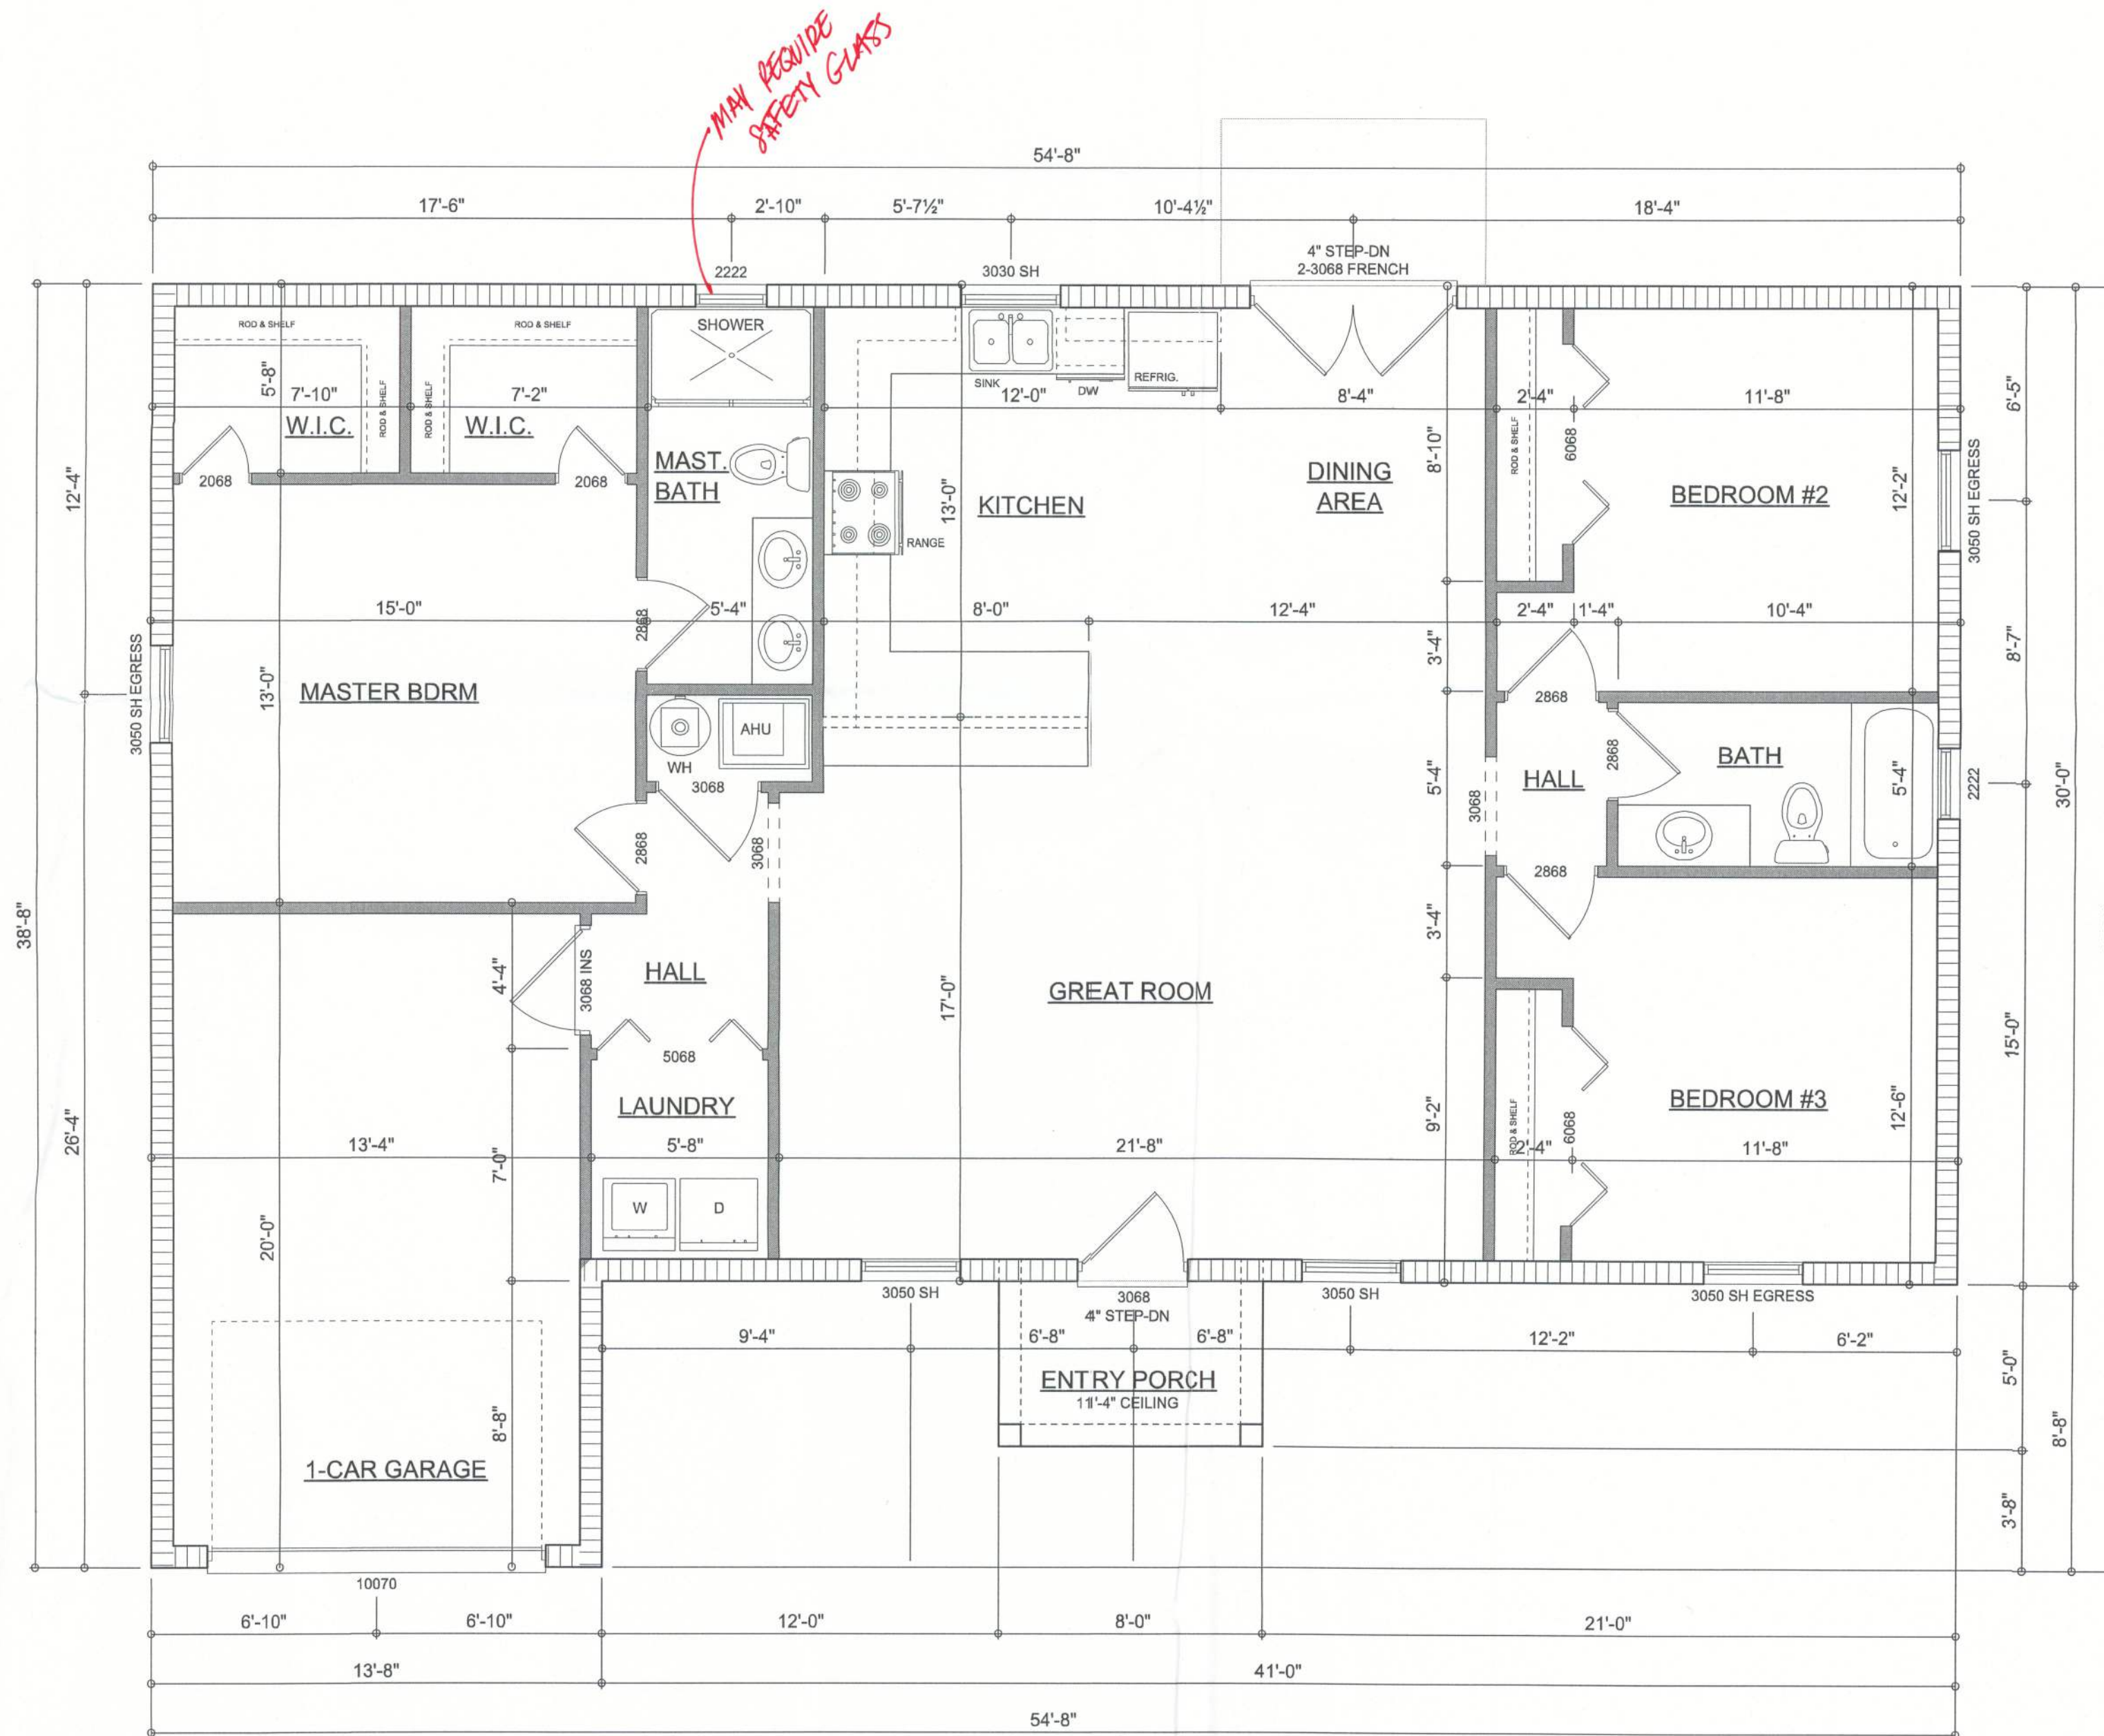 MAY REQUIRE
SAFETY GLASS
54'-8"
17'-6"
2'-10"
5'-7½"
10'-4½"
18'-4"
4" STEP-DN
2-3068 FRENCH
2222
3030 SH
ROD & SHELF
ROD & SHELF
SHOWER
5'-8"
7'-10"
ROD & SHELF
ROD & SHELF
7'-2"
W.I.C.
W.I.C.
2068
2068
SINK
12'-0"
DW
REFRIG.
8'-4"
2'-4"
11'-8"
6'-5"
MAST.
BATH
8'-10"
ROD & SHELF
6068
12'-4"
13'-0"
KITCHEN
DINING
AREA
BEDROOM #2
12'-2"
3050 SH EGRESS
RANGE
15'-0"
2868
5'-4"
8'-0"
12'-4"
2'-4"
1'-4"
10'-4"
3'-4"
8'-7"
3050 SH EGRESS
13'-0"
MASTER BDRM
2868
AHU
WH
3068
2868
BATH
HALL
5'-4"
3068
5'-4"
2222
30'-0"
2868
3068
2868
38'-8"
3'-4"
4'-4"
3068 INS
HALL
17'-0"
GREAT ROOM
5068
15'-0"
LAUNDRY
26'-4"
9'-2"
ROD & SHELF
6068
BEDROOM #3
12'-6"
13'-4"
7'-0"
5'-8"
21'-8"
2'-4"
11'-8"
W
D
20'-0"
3050 SH
3068
4" STEP-DN
3050 SH
3050 SH EGRESS
9'-4"
6'-8"
6'-8"
12'-2"
6'-2"
5'-0"
ENTRY PORCH
11'-4" CEILING
8'-8"
8'-8"
1-CAR GARAGE
3'-8"
10070
6'-10"
6'-10"
12'-0"
8'-0"
21'-0"
13'-8"
41'-0"
54'-8"